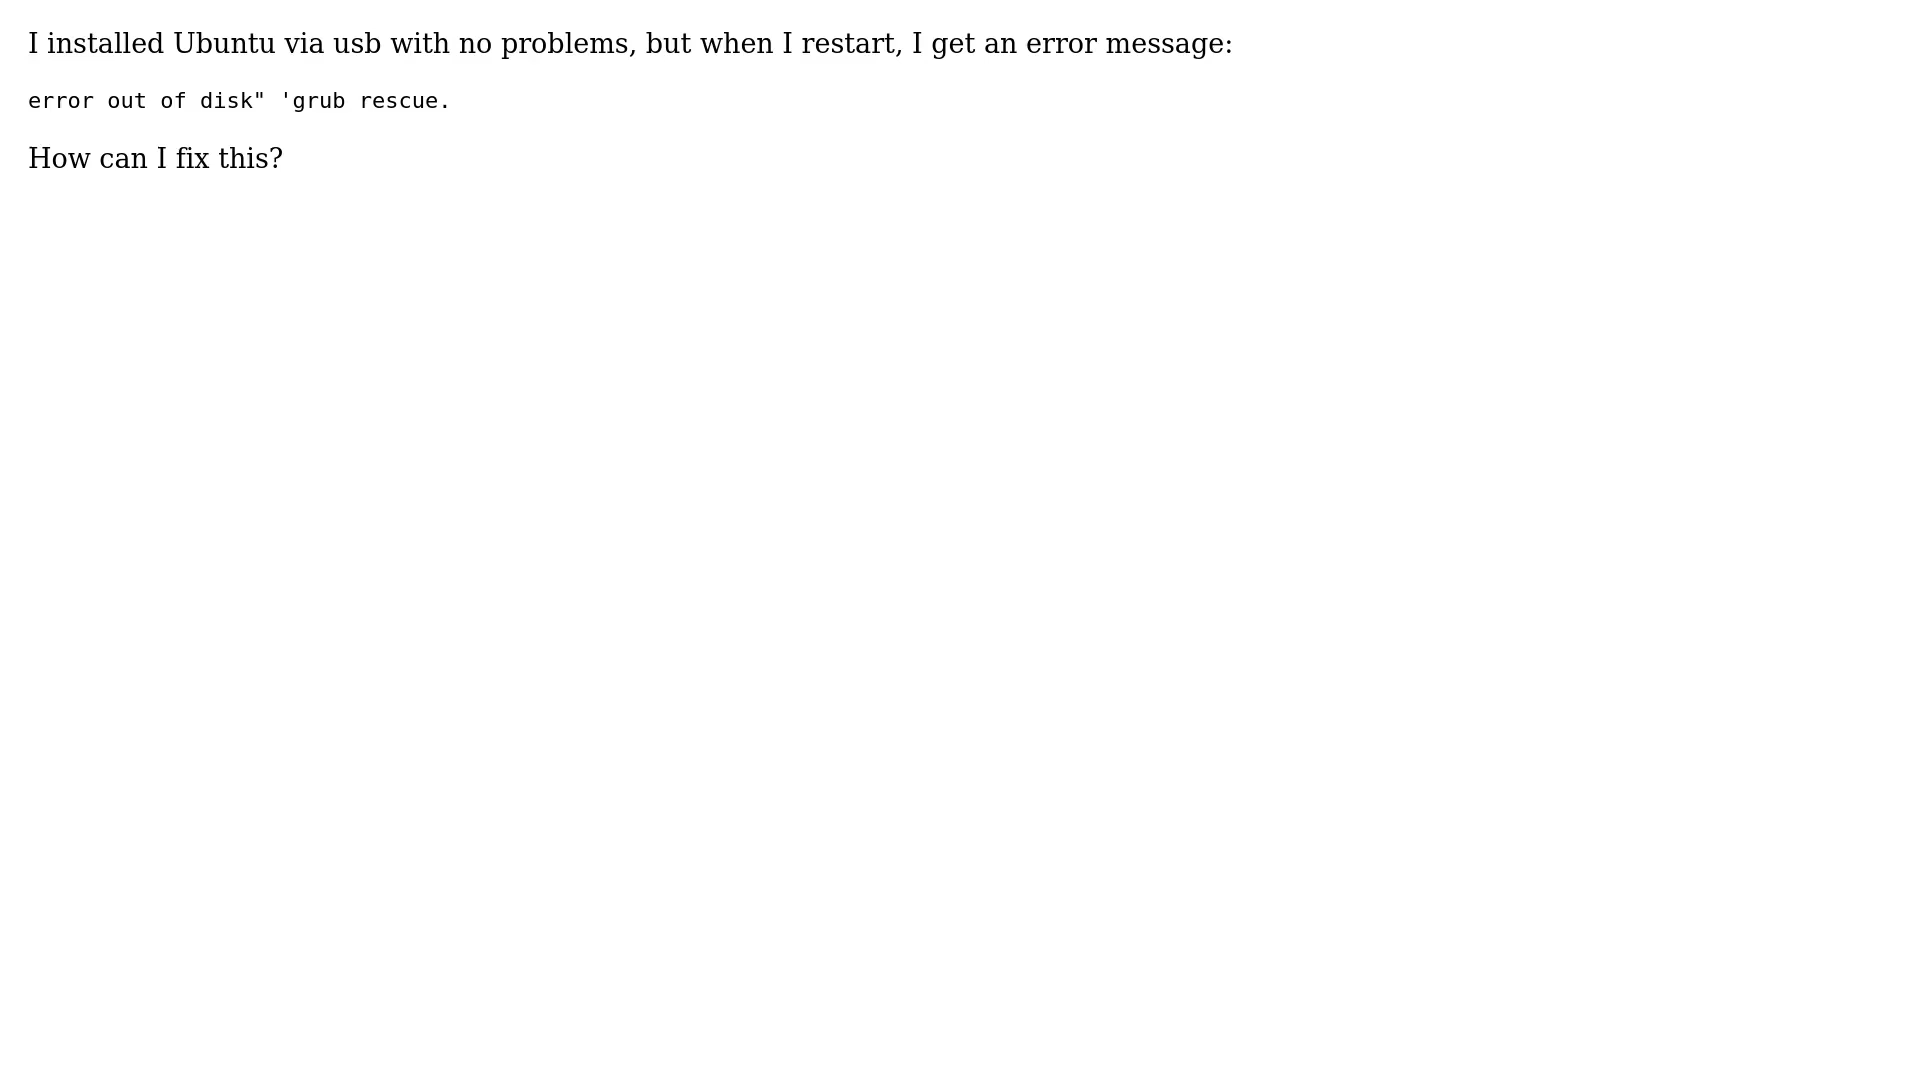 I installed Ubuntu via usb with no problems, but when I restart, I get an error message:
error out of disk" 'grub rescue.
How can I fix this?